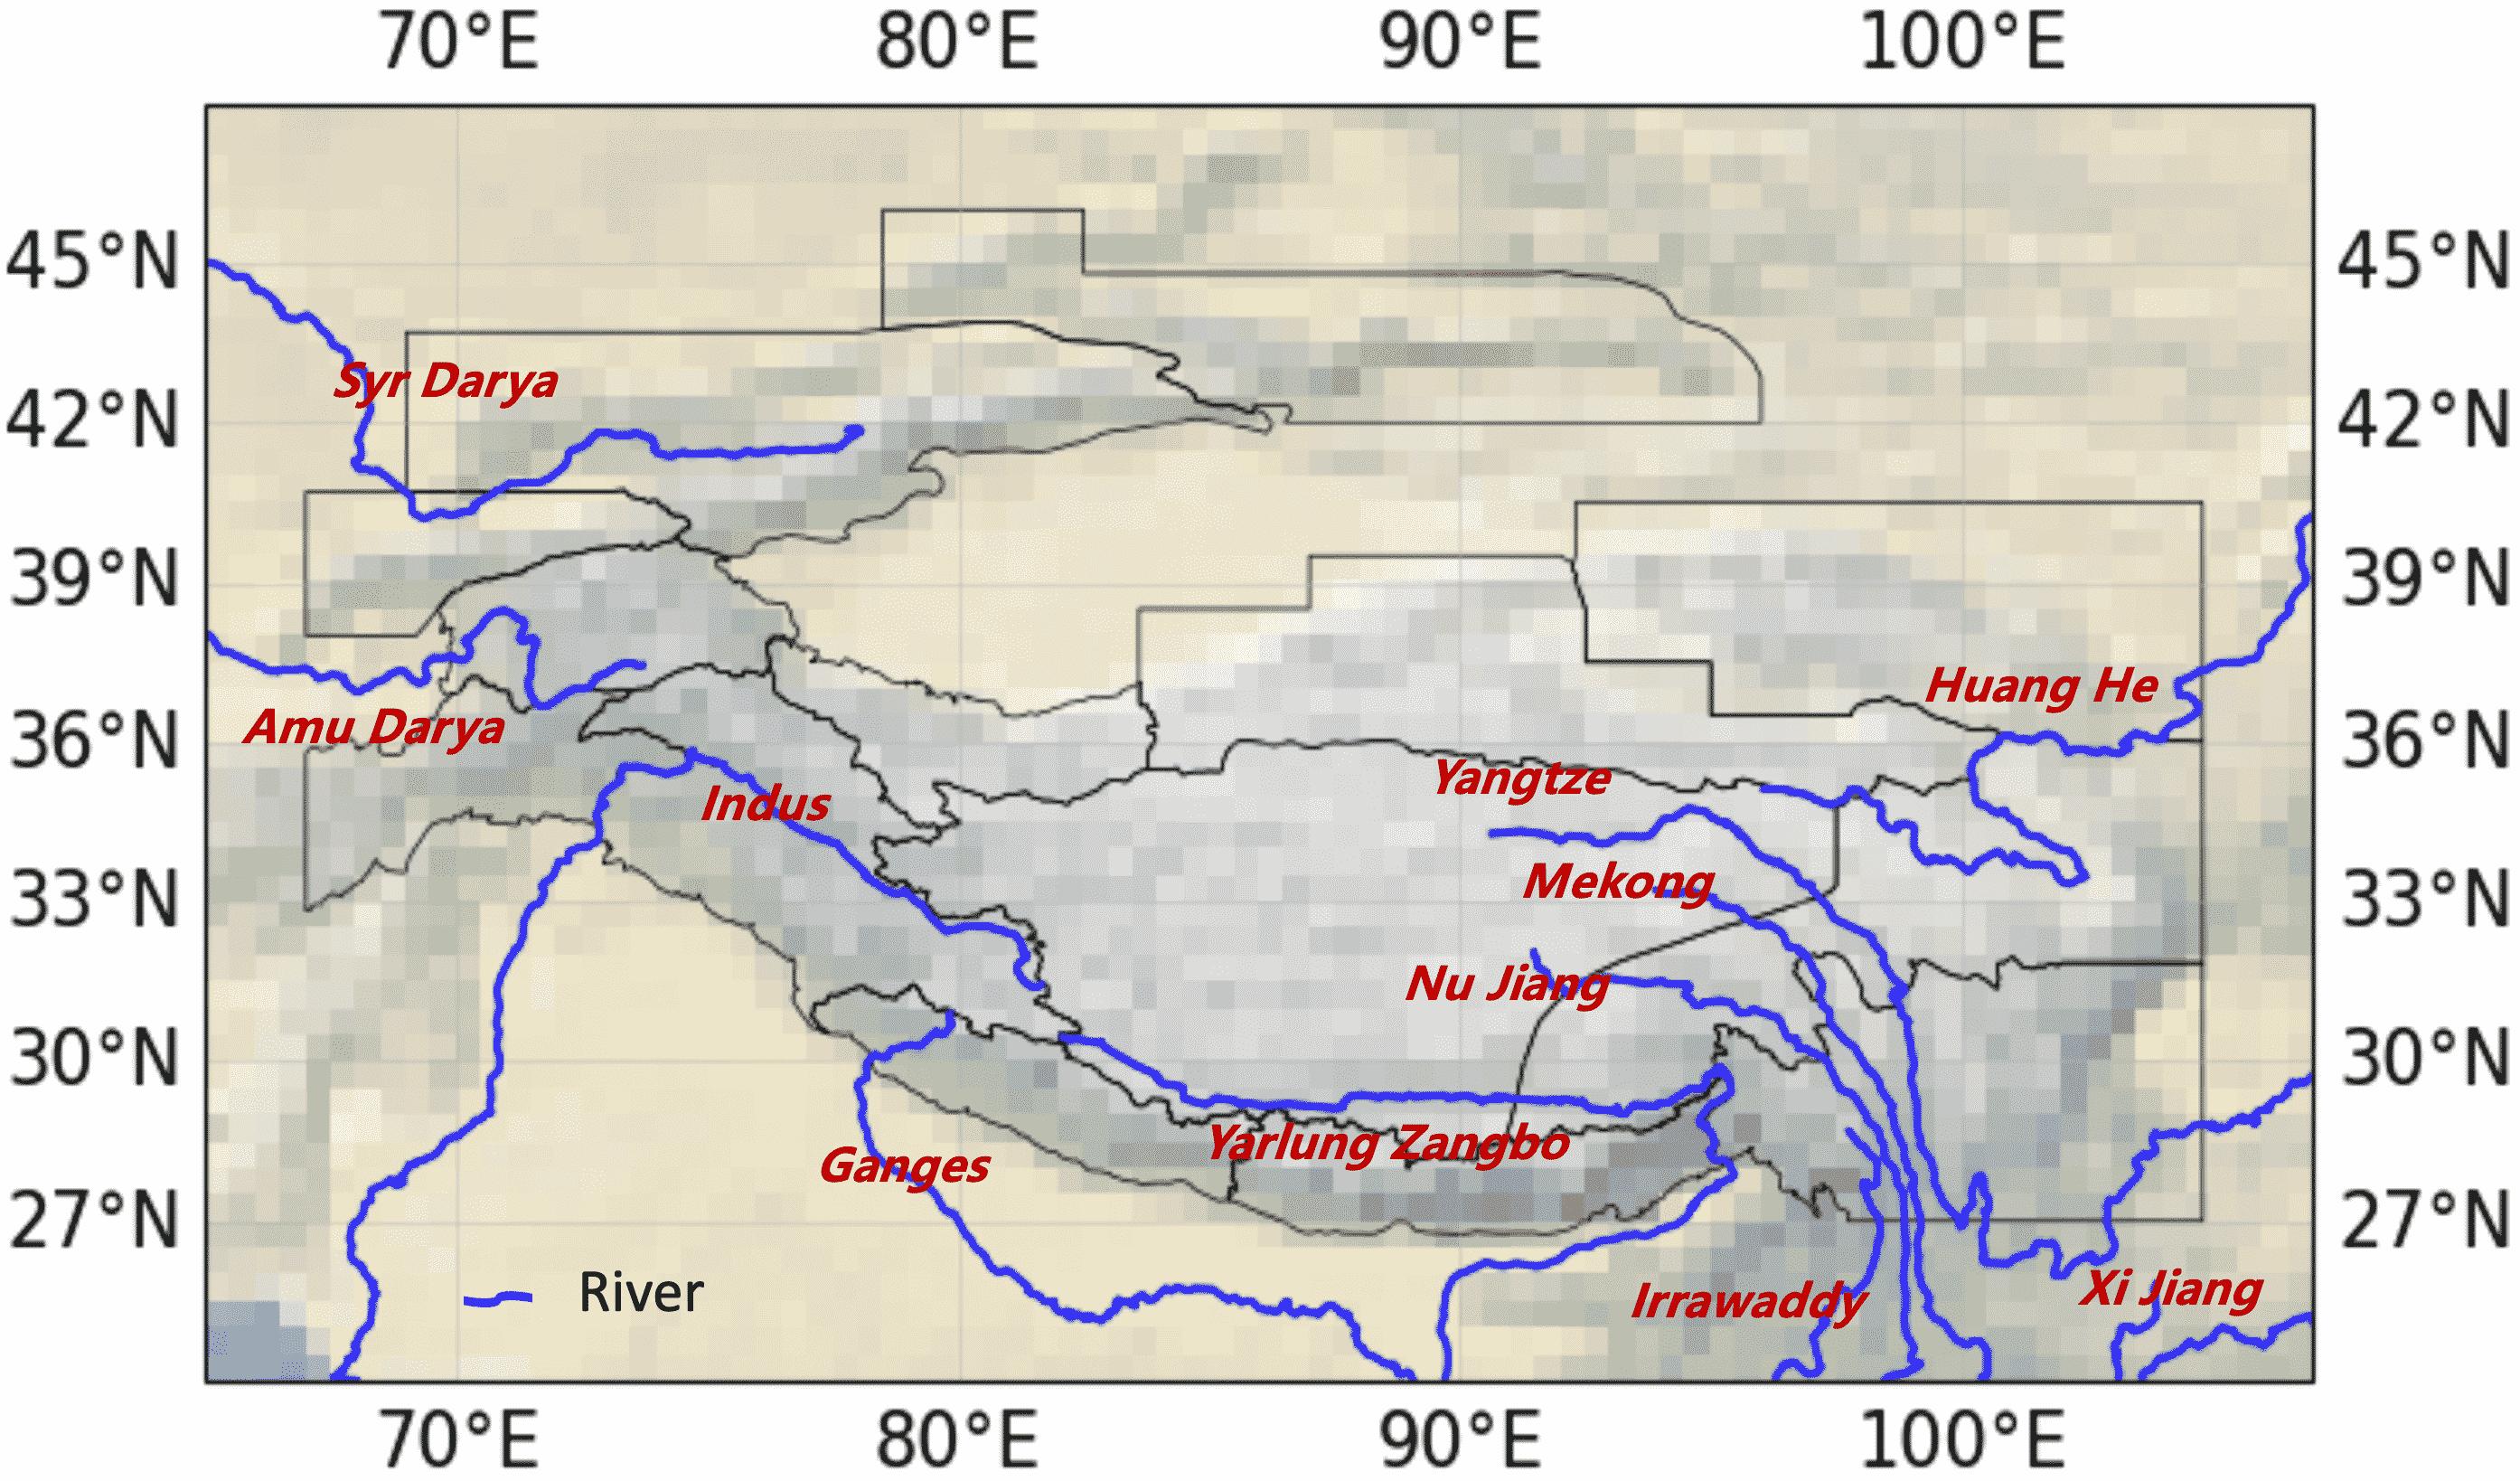 70°E 80°E 90°E 100°E
45°N 45°N
Syr Darya
42°N 42°N
39°N 39°N
Huang He
Amu Darya
36°N 36°N
Yangtze
Indus
Mekong
33°N 33°N
Nu Jiang
30°N 30°N
Yarlung Zangbo
Ganges
27°N 27°N
River
Irrawaddy
Xi Jiang
70°E 80°E 90°E 100°E